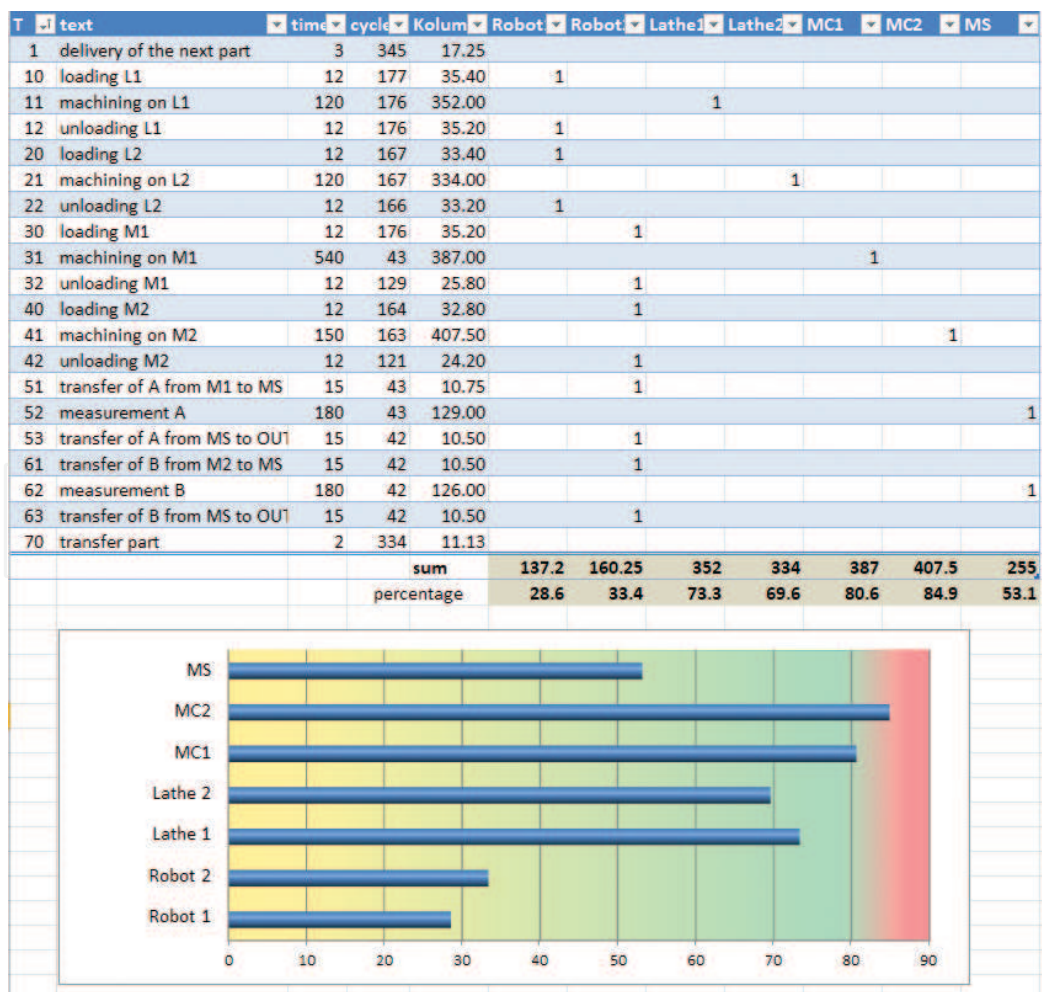 T text time cycle Kolum Robot Robot Lathe1 Lathe2 MC1 MC2 MS
1 delivery of the next part 3 345 17.25
10 loading L1 12 177 35.40 1
11 machining on L1 120 176 352.00 1
12 unloading L1 12 176 35.20 1
20 loading L2 12 167 33.40 1
21 machining on L2 120 167 334.00 1
22 unloading L2 12 166 33.20 1
30 loading M1 12 176 35.20 1
31 machining on M1 540 43 387.00 1
32 unloading M1 12 129 25.80 1
40 loading M2 12 164 32.80 1
41 machining on M2 150 163 407.50 1
42 unloading M2 12 121 24.20 1
51 transfer of A from M1 to MS 15 43 10.75 1
52 measurement A 180 43 129.00 1
53 transfer of A from MS to OUT 15 42 10.50 1
61 transfer of B from M2 to MS 15 42 10.50 1
62 measurement B 180 42 126.00 1
63 transfer of B from MS to OUT 15 42 10.50 1
70 transfer part 2 334 11.13
sum 137.2 160.25 352 334 387 407.5 255
percentage 28.6 33.4 73.3 69.6 80.6 84.9 53.1
MS
MC2
MC1
Lathe 2
Lathe 1
Robot 2
Robot 1
0 10 20 30 40 50 60 70 80 90